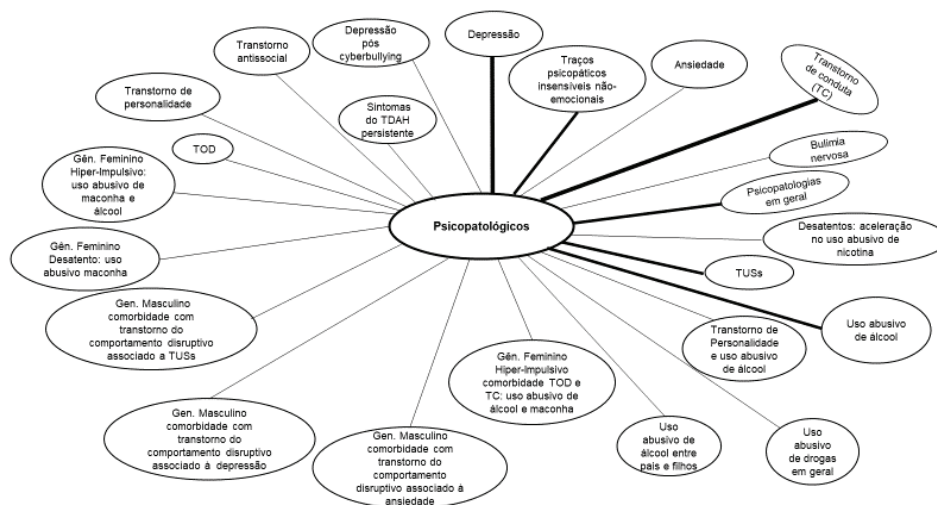 Depressão
pós
cyberbullying
Depressão
Transtorno
antissocial
Traços
psicopáticos
insensíveis não-
emocionais
Ansiedade
Transtorno
de conduta
(TC)
Transtorno de
personalidade
Sintomas
do TDAH
persistente
TOD
Bulímia
nervosa
Gên. Feminino
Hiper-Impulsivo:
uso abusivo de
maconha e
álcool
Psicopatologias
em geral
Psicopatológicos
Desatentos: aceleração
no uso abusivo de
nicotina
Gên. Feminino
Desatento: uso
abusivo maconha
TUSs
Gen. Masculino
comorbidade com
transtorno do
comportamento disruptivo
associado a TUSs
Uso abusivo
de álcool
Transtorno de
Personalidade
e uso abusivo
de álcool
Gên. Feminino
Hiper-Impulsivo
comorbidade TOD e
TC: uso abusivo de
álcool e maconha
Gen. Masculino
comorbidade com
transtorno do
comportamento disruptivo
associado à depressão
Gen. Masculino
comorbidade com
transtorno do
comportamento
disruptivo associado à
ansiedade
Uso
abusivo de
álcool entre
pais e filhos
Uso
abusivo
de drogas
em geral